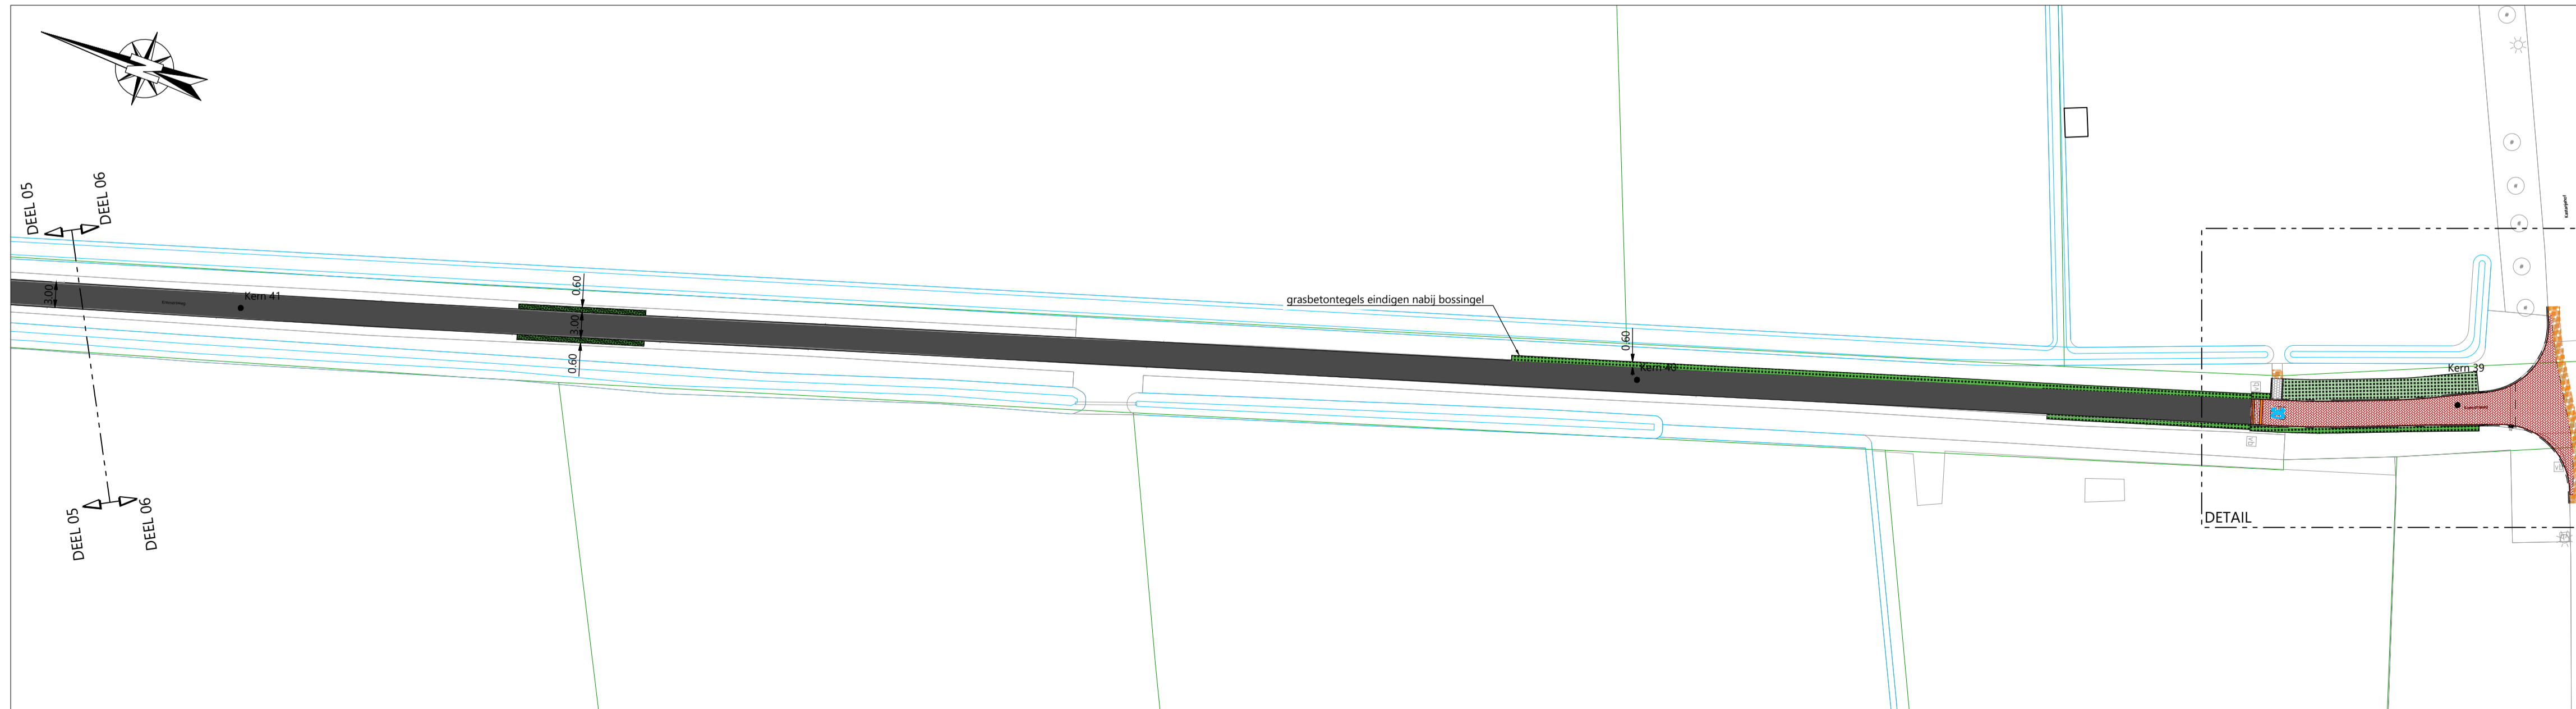 DEEL 05
DEEL 06
3.00
Kern 41
0.60
3.00
0.60
grasbetontegels eindigen nabij bossingel
0.60
Kern 40
Kern 39
DETAIL
DEEL 05
DEEL 06